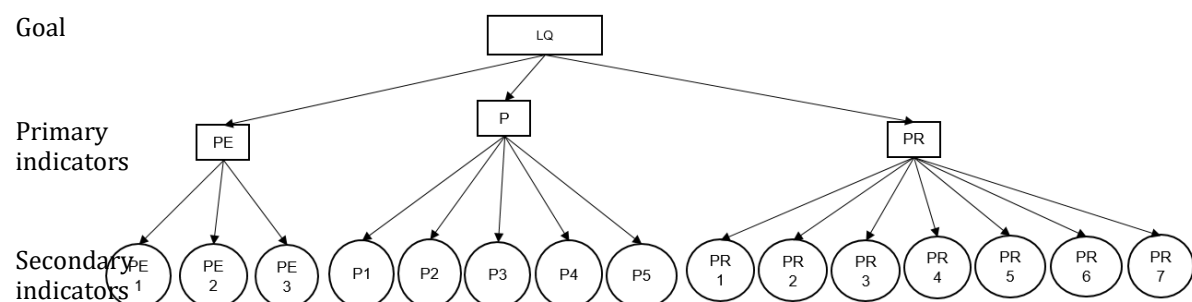 Goal
LQ
Primary
indicators
PE
P
PR
Secondary
indicators
PE
1
PE
2
PE
3
P1
P2
P3
P4
P5
PR
1
PR
2
PR
3
PR
4
PR
5
PR
6
PR
7